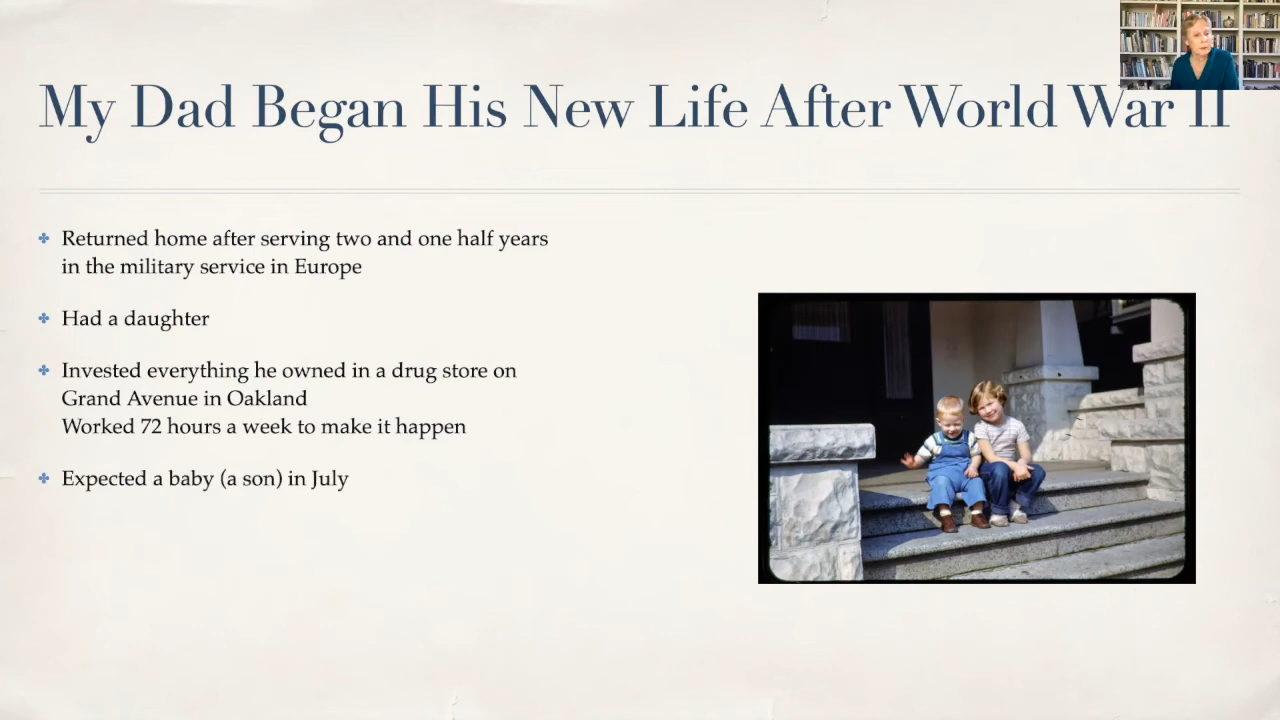 My Dad Began His New Life After World War II
Returned home after serving two and one half years
in the military service in Europe
Had a daughter
Invested everything he owned in a drug store on
Grand Avenue in Oakland
Worked 72 hours a week to make it happen
Expected a baby (a son) in July